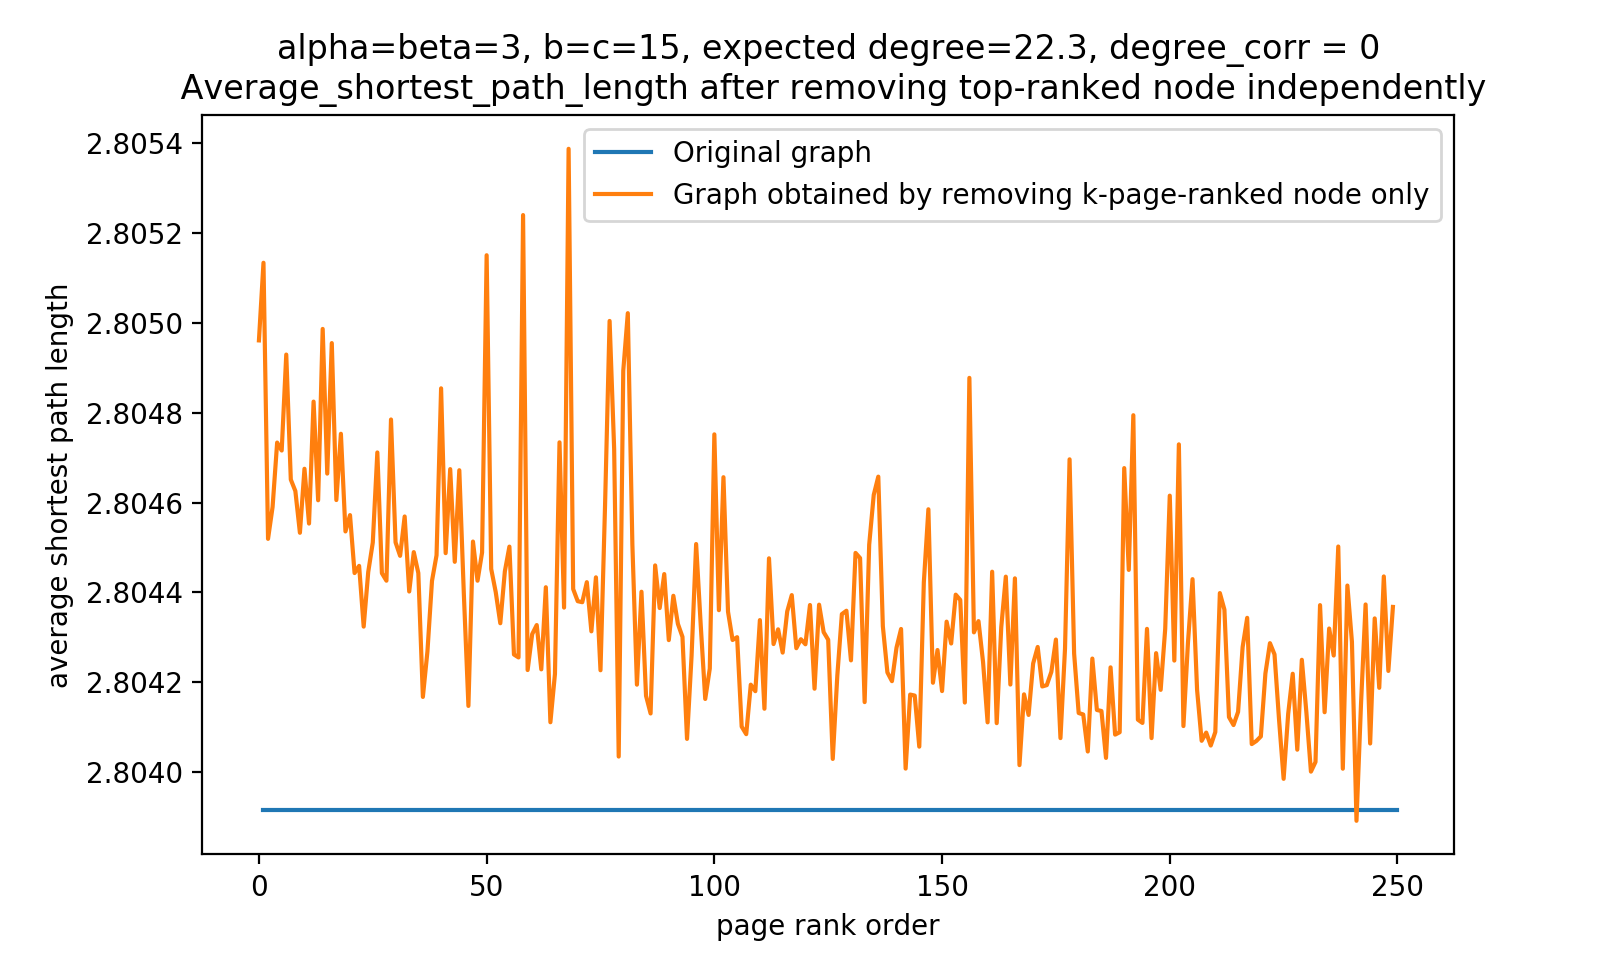 alpha=beta=3, b=c=15, expected degree=22.3, degree_corr = 0
Average_shortest_path_length after removing top-ranked node independently
Original graph
Graph obtained by removing k-page-ranked node only
average shortest path length
2.8054
2.8052
2.8050
2.8048
2.8046
2.8044
2.8042
2.8040
0 50 100 150 200 250
page rank order